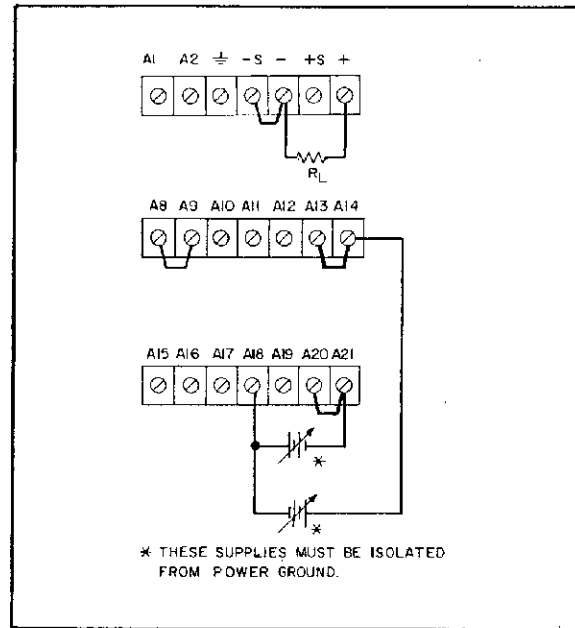 A1 A2 ⏚ -S - +S +
RL
A8 A9 A10 A11 A12 A13 A14
A15 A16 A17 A18 A19 A20 A21
*
*
* THESE SUPPLIES MUST BE ISOLATED
FROM POWER GROUND.